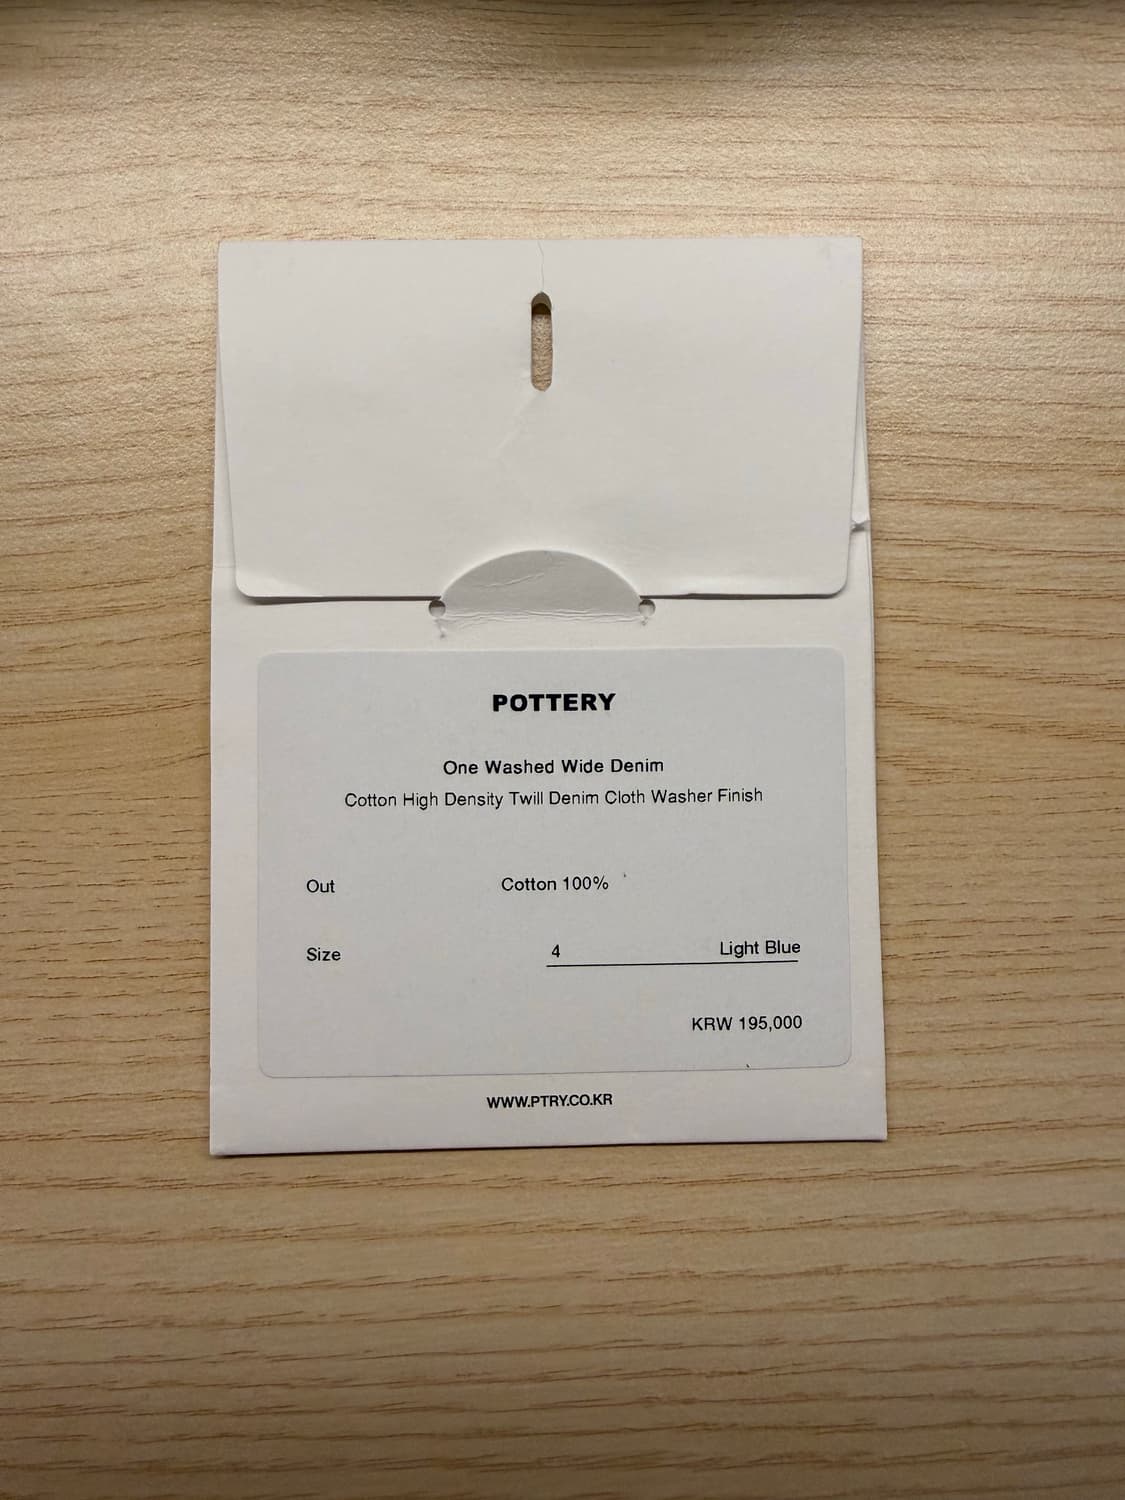 POTTERY
One Washed Wide Denim
Cotton High Density Twill Denim Cloth Washer Finish
Out Cotton 100%
Size 4 Light Blue
KRW 195,000
WWW.PTRY.CO.KR